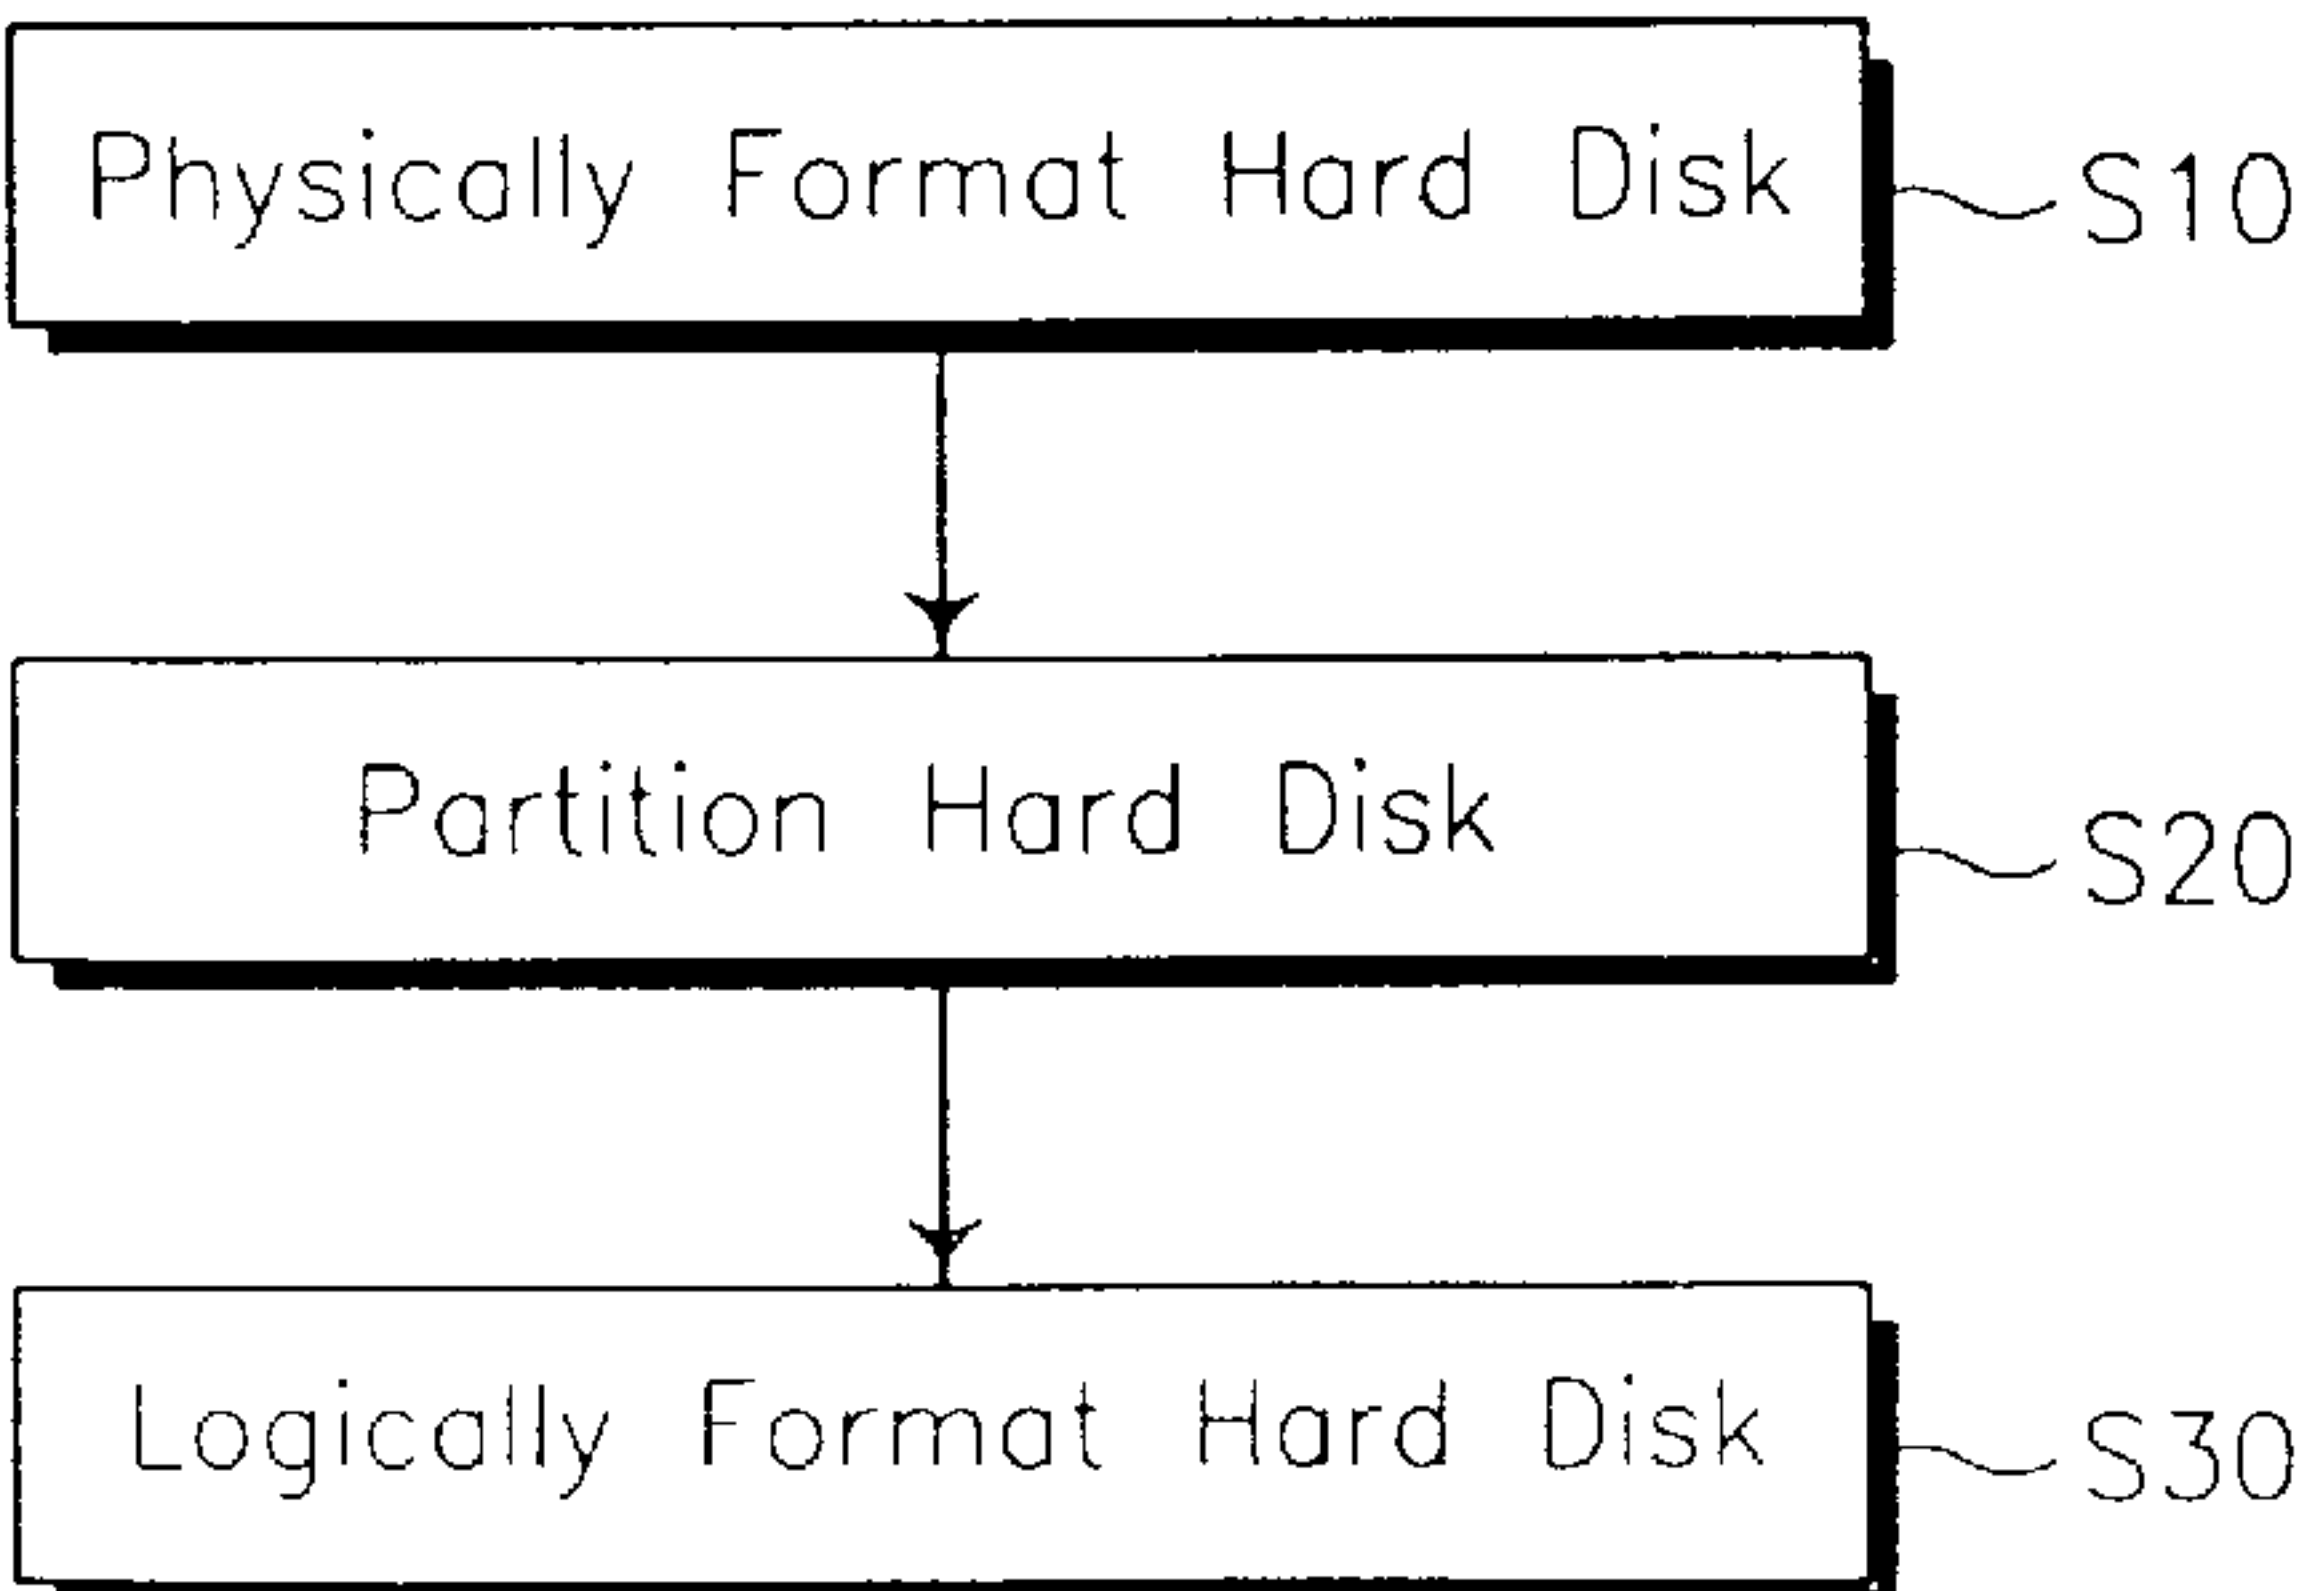 Physically Format Hard Disk
S10
Partition Hard Disk
S20
Logically Format Hard Disk
S30